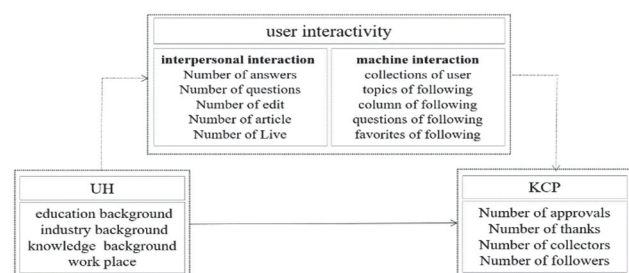 user interactivity
interpersonal interaction
Number of answers
Number of questions
Number of edit
Number of article
Number of Live
machine interaction
collections of user
topics of following
column of following
questions of following
favorites of following
UH
education background
industry background
knowledge background
work place
KCP
Number of approvals
Number of thanks
Number of collectors
Number of followers